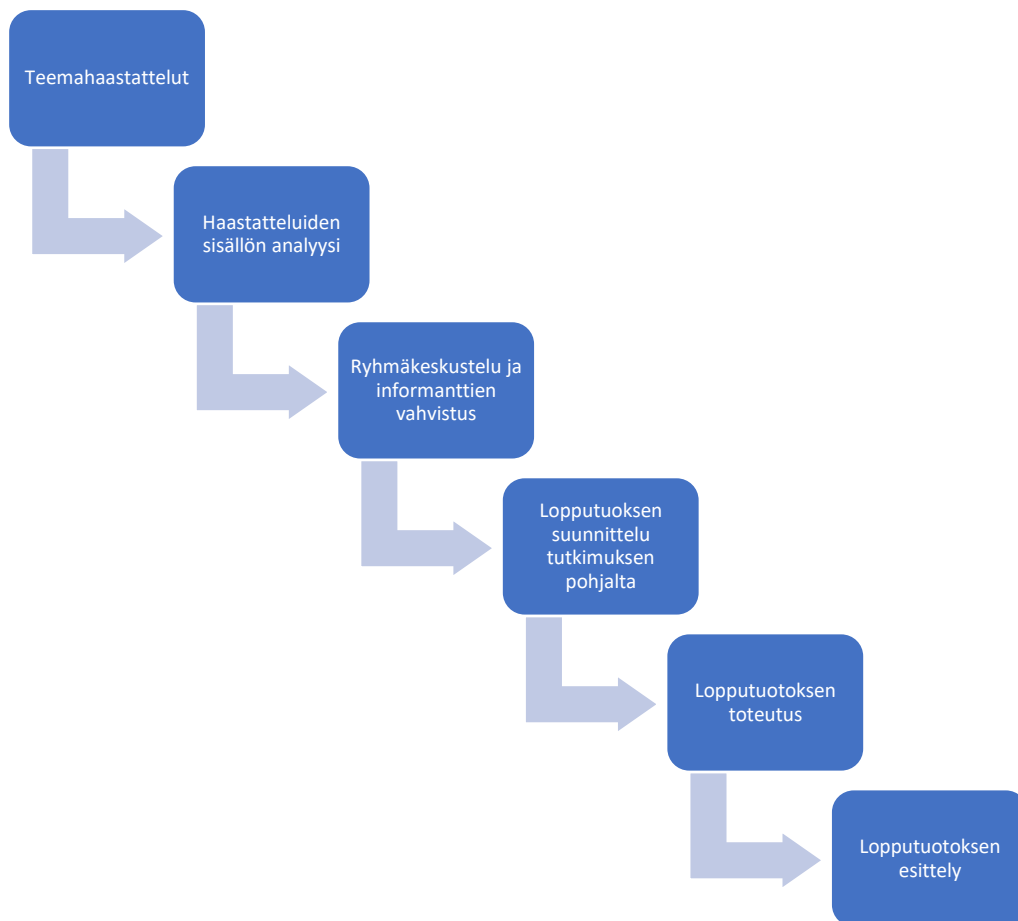 Teemahaastattelut
Haastatteluiden
sisällön analyysi
Ryhmäkeskustelu ja
informanttien
vahvistus
Lopputuoksen
suunnittelu
tutkimuksen
pohjalta
Lopputuotoksen
toteutus
Lopputuotoksen
esittely